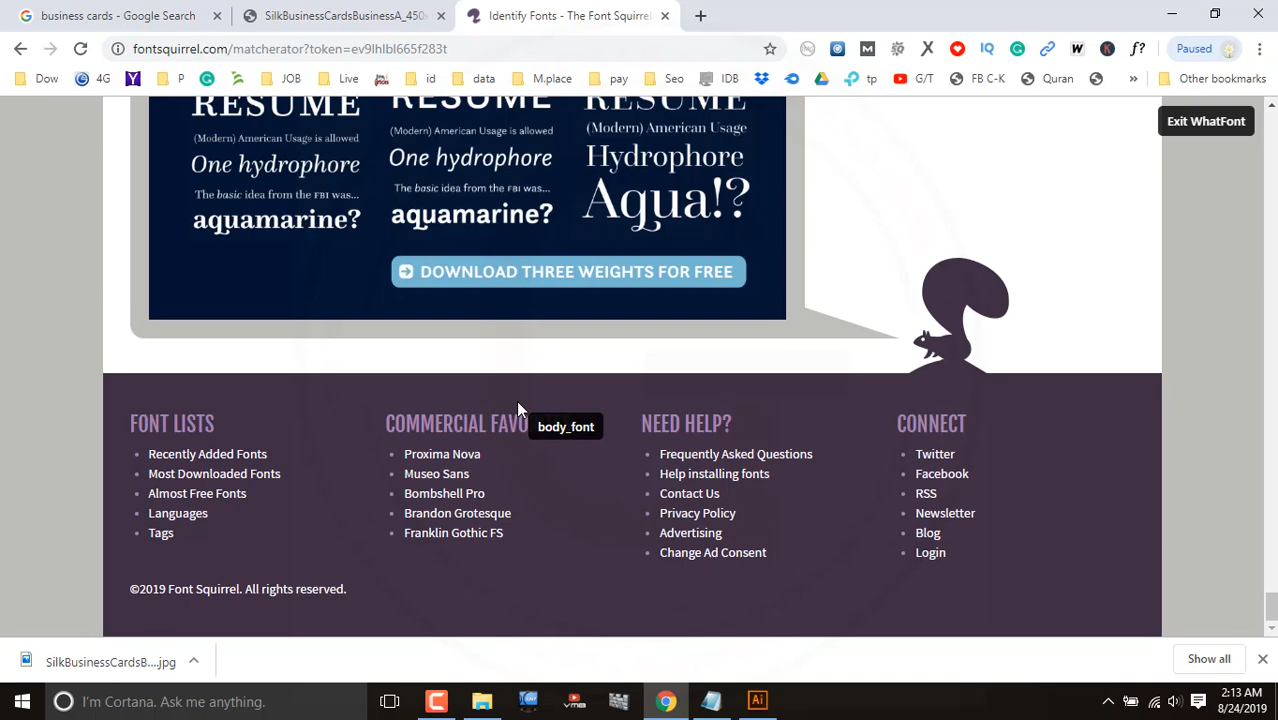 business cards - Google Search
SilkBusinessCardsBusinessA_450x
Identify Fonts - The Font Squirrel
fontsquirrel.com/matcherator?token=ev9lhlbl665f283t
Paused
Dow
4G
P
JOB
Live
id
data
M.place
pay
Seo
IDB
tp
G/T
FB C-K
Quran
Other bookmarks
Exit WhatFont
RESUME
RESUME
RESUME
(Modern) American Usage is allowed
(Modern) American Usage is allowed
(Modern) American Usage
One hydrophore
One hydrophore
Hydrophore
The basic idea from the FBI was...
The basic idea from the FBI was...
Aqua!?
aquamarine?
aquamarine?
DOWNLOAD THREE WEIGHTS FOR FREE
FONT LISTS
Recently Added Fonts
Most Downloaded Fonts
Almost Free Fonts
Languages
Tags
COMMERCIAL FAVO
body_font
Proxima Nova
Museo Sans
Bombshell Pro
Brandon Grotesque
Franklin Gothic FS
NEED HELP?
Frequently Asked Questions
Help installing fonts
Contact Us
Privacy Policy
Advertising
Change Ad Consent
CONNECT
Twitter
Facebook
RSS
Newsletter
Blog
Login
©2019 Font Squirrel. All rights reserved.
SilkBusinessCardsB....jpg
Show all
I'm Cortana. Ask me anything.
2:13 AM
8/24/2019